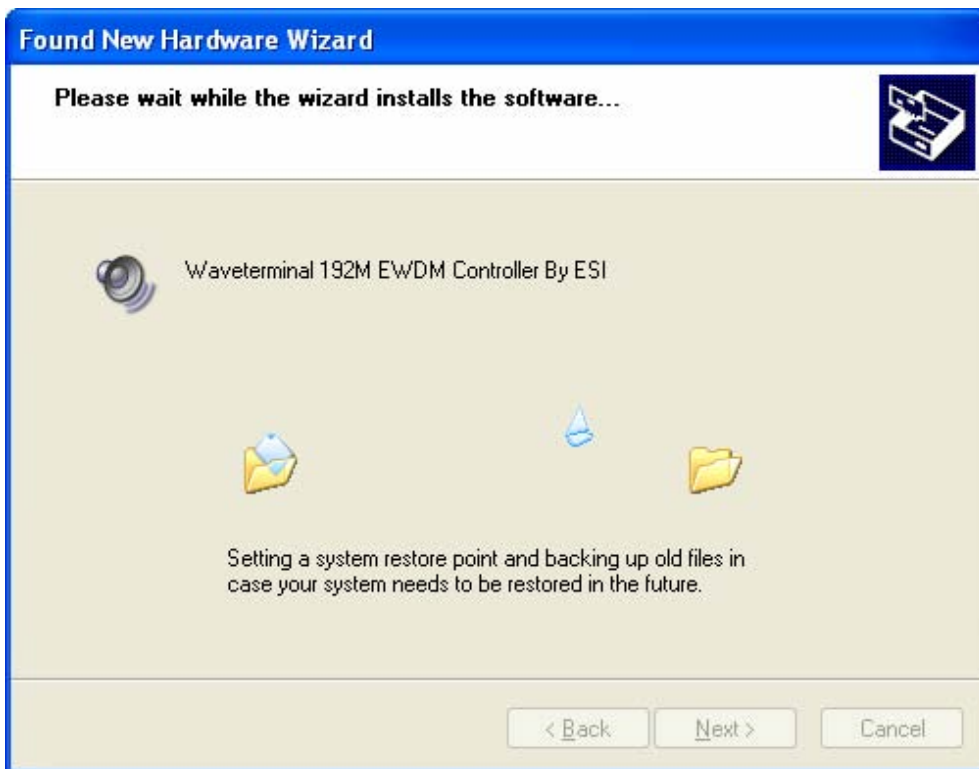 Found New Hardware Wizard
Please wait while the wizard installs the software...
Waveterminal 192M EWDM Controller By ESI
Setting a system restore point and backing up old files in
case your system needs to be restored in the future.
< Back
Next >
Cancel